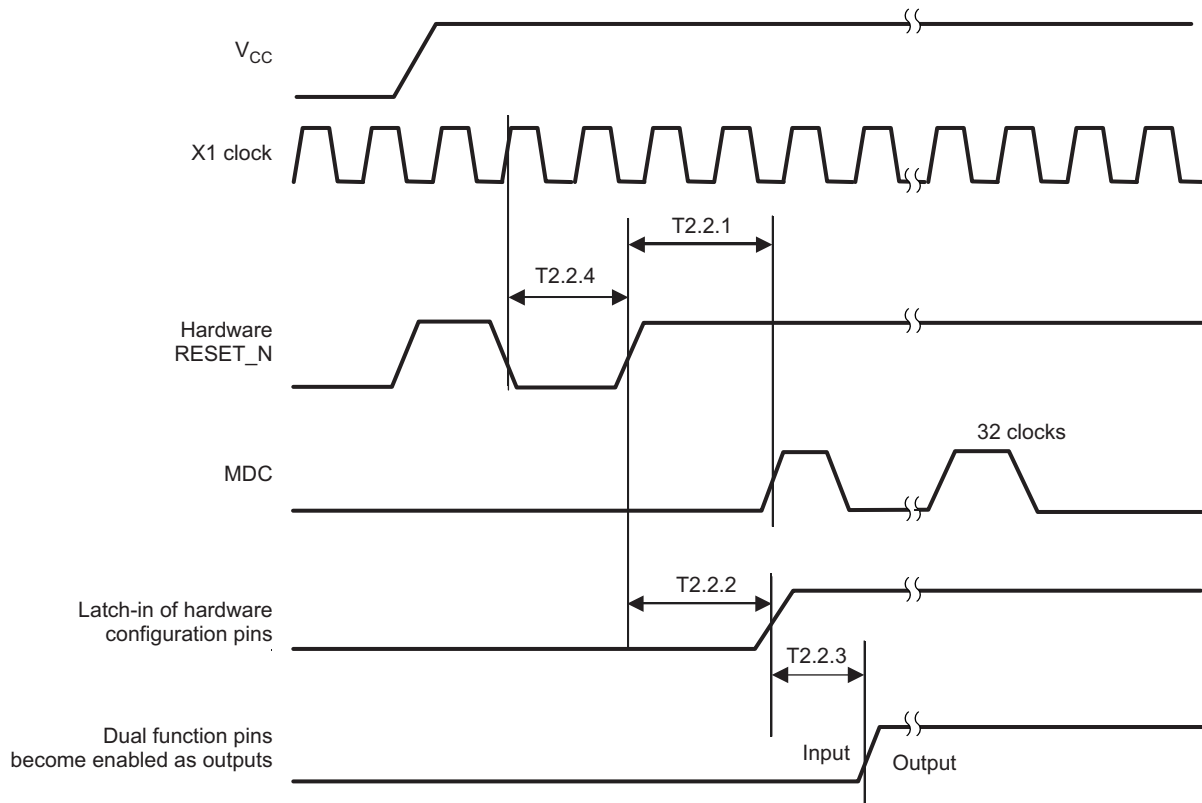 V_CC
X1 clock
T2.2.1
T2.2.4
Hardware
RESET_N
32 clocks
MDC
T2.2.2
Latch-in of hardware
configuration pins
T2.2.3
Dual function pins
become enabled as outputs
Input
Output